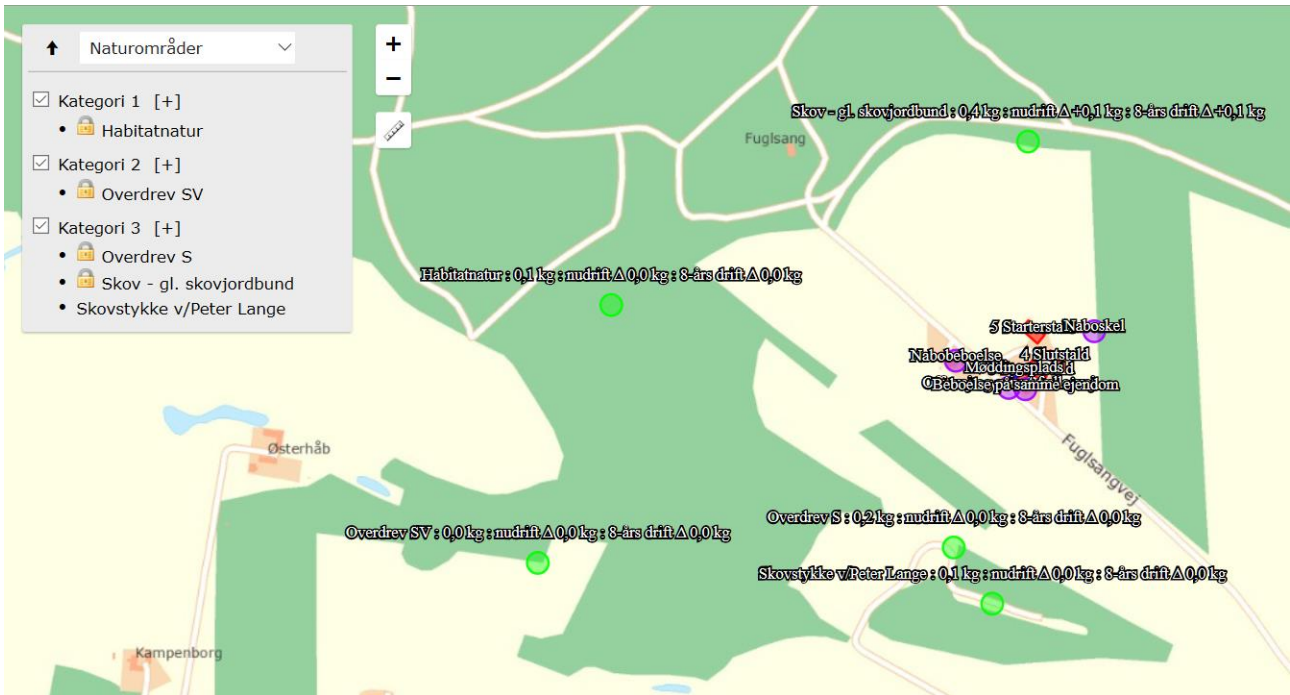 Naturområder
Kategori 1 [+]
Habitatnatur
Kategori 2 [+]
Overdrev SV
Kategori 3 [+]
Overdrev S
Skov - gl. skovjordbund
Skovstykke v/Peter Lange
+
−
Skov - gl. skovjordbund : 0,4 kg : nudrift Δ +0,1 kg : 8-års drift Δ +0,1 kg
Fuglsang
Habitatnatur : 0,1 kg : nudrift Δ 0,0 kg : 8-års drift Δ 0,0 kg
5 Starterstald
Naboskel
Nabobeboelse
4 Slutstald
Møddingsplads
Beboelse på samme ejendom
Østerhåb
Fuglsangvej
Overdrev SV : 0,0 kg : nudrift Δ 0,0 kg : 8-års drift Δ 0,0 kg
Overdrev S : 0,2 kg : nudrift Δ 0,0 kg : 8-års drift Δ 0,0 kg
Skovstykke v/Peter Lange : 0,1 kg : nudrift Δ 0,0 kg : 8-års drift Δ 0,0 kg
Kampenborg